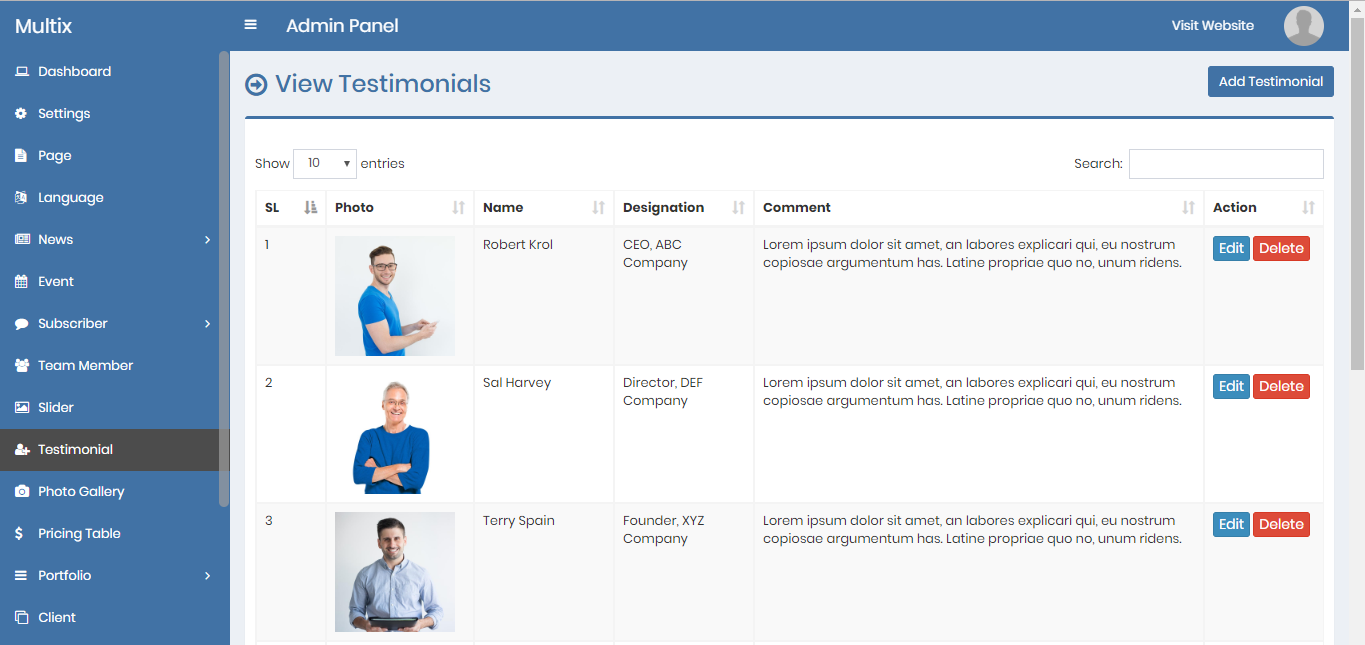 Multix
Admin Panel
Visit Website
Dashboard
Settings
Page
Language
News
Event
Subscriber
Team Member
Slider
Testimonial
Photo Gallery
Pricing Table
Portfolio
Client
View Testimonials
Add Testimonial
Show 10 entries
Search:
SL Photo Name Designation Comment Action
1 Robert Krol CEO, ABC Lorem ipsum dolor sit amet, an labores explicari qui, eu nostrum Edit Delete
Company copiosae argumentum has. Latine propriae quo no, unum ridens.
2 Sal Harvey Director, DEF Lorem ipsum dolor sit amet, an labores explicari qui, eu nostrum Edit Delete
Company copiosae argumentum has. Latine propriae quo no, unum ridens.
3 Terry Spain Founder, XYZ Lorem ipsum dolor sit amet, an labores explicari qui, eu nostrum Edit Delete
Company copiosae argumentum has. Latine propriae quo no, unum ridens.